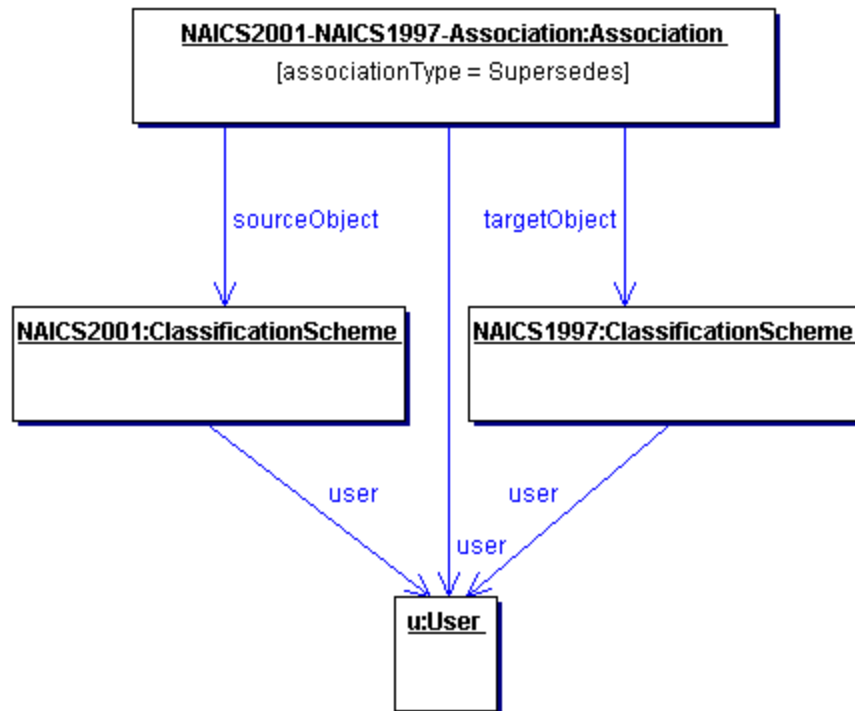 NAICS2001-NAICS1997-Association:Association
[associationType = Supersedes]
sourceObject
targetObject
NAICS2001:ClassificationScheme
NAICS1997:ClassificationScheme
user
user
user
u:User